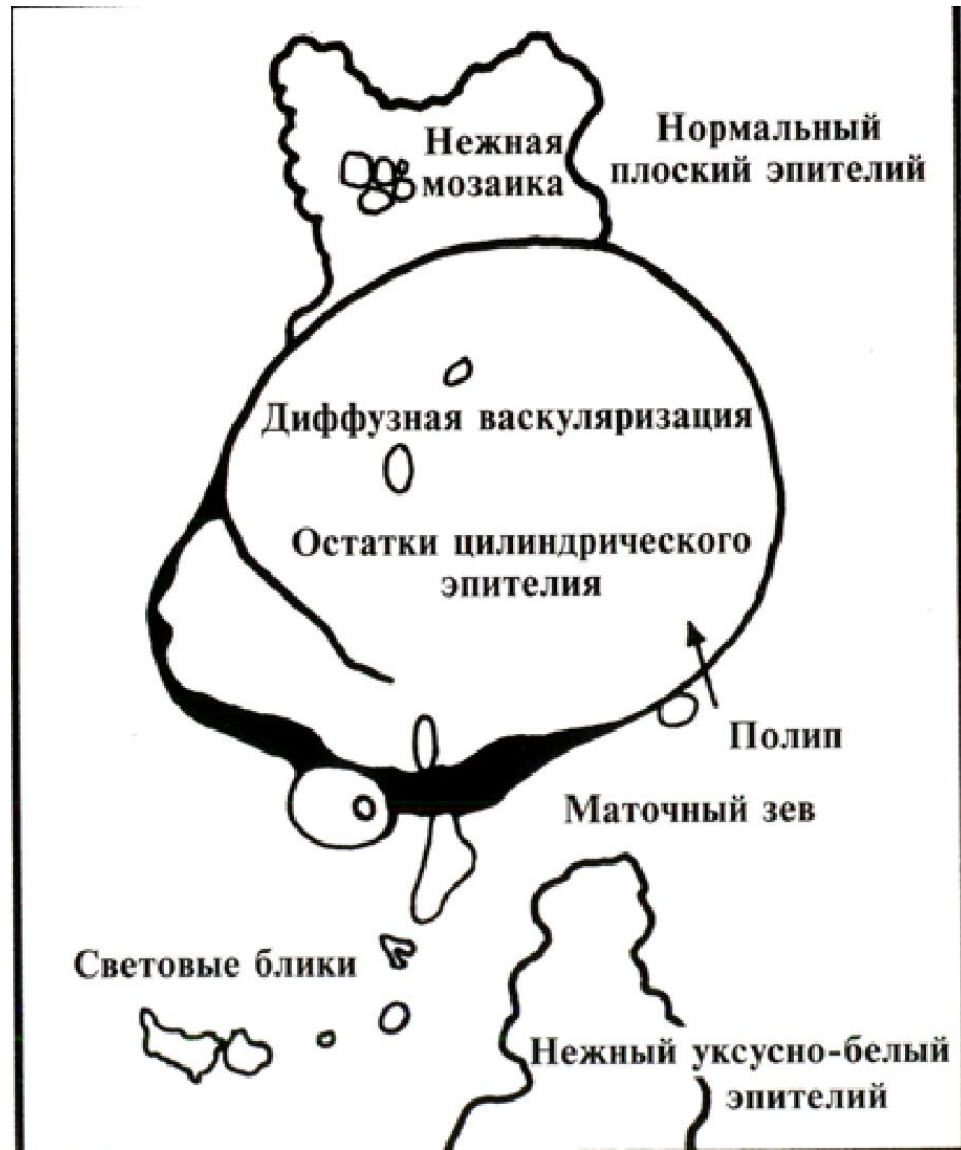 Нежная
мозаика
Нормальный
плоский эпителий
Диффузная васкуляризация
Остатки цилиндрического
эпителия
Полип
Маточный зев
Световые блики
Нежный уксусно-белый
эпителий